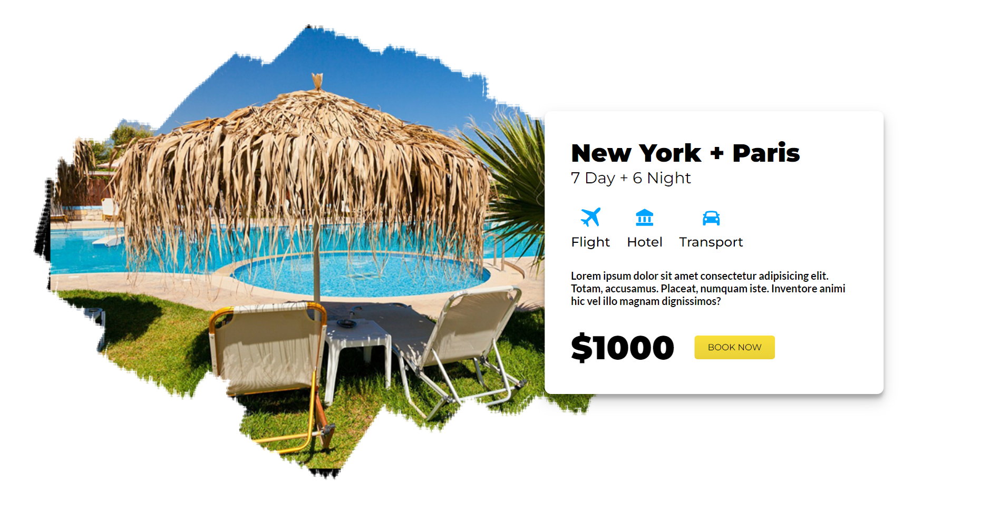 New York + Paris
7 Day + 6 Night
Flight Hotel Transport
Lorem ipsum dolor sit amet consectetur adipisicing elit.
Totam, accusamus. Placeat, numquam iste. Inventore animi
hic vel illo magnam dignissimos?
$1000 BOOK NOW